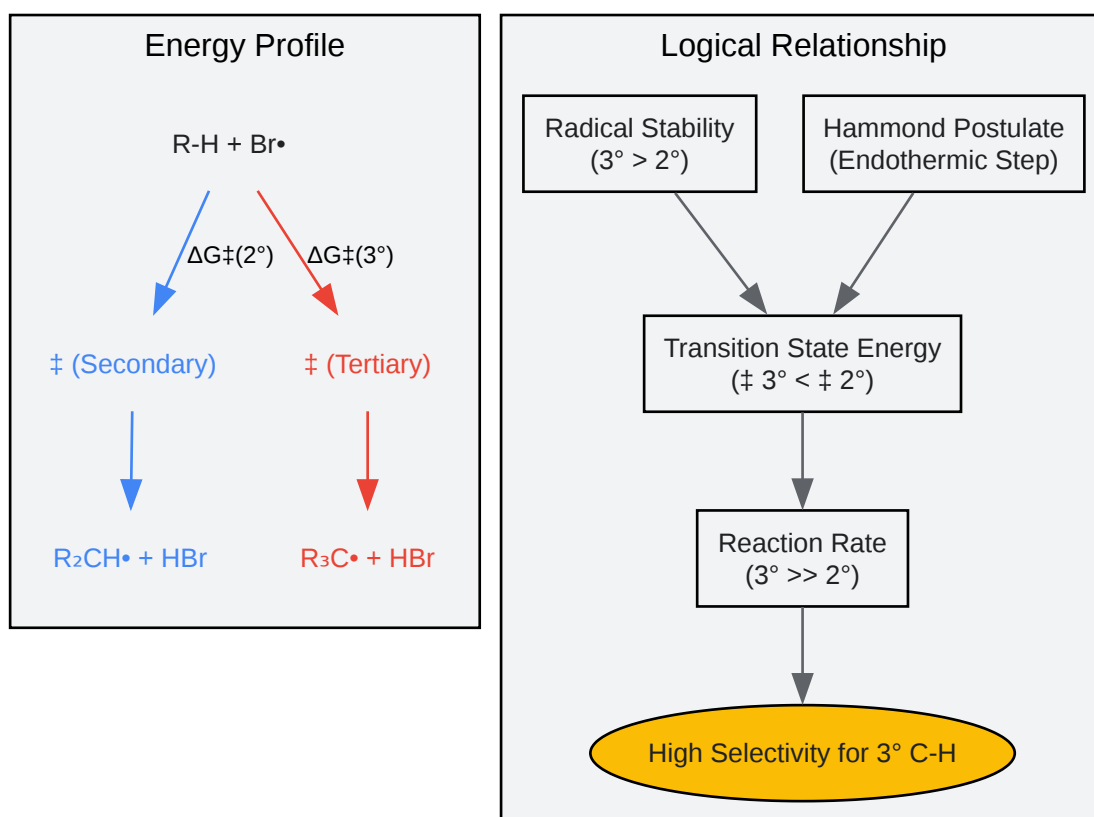 Energy Profile
R-H + Br•
ΔG‡(2°)
ΔG‡(3°)
‡ (Secondary)
‡ (Tertiary)
R₂CH• + HBr
R₃C• + HBr
Logical Relationship
Radical Stability
(3° > 2°)
Hammond Postulate
(Endothermic Step)
Transition State Energy
(‡ 3° < ‡ 2°)
Reaction Rate
(3° >> 2°)
High Selectivity for 3° C-H